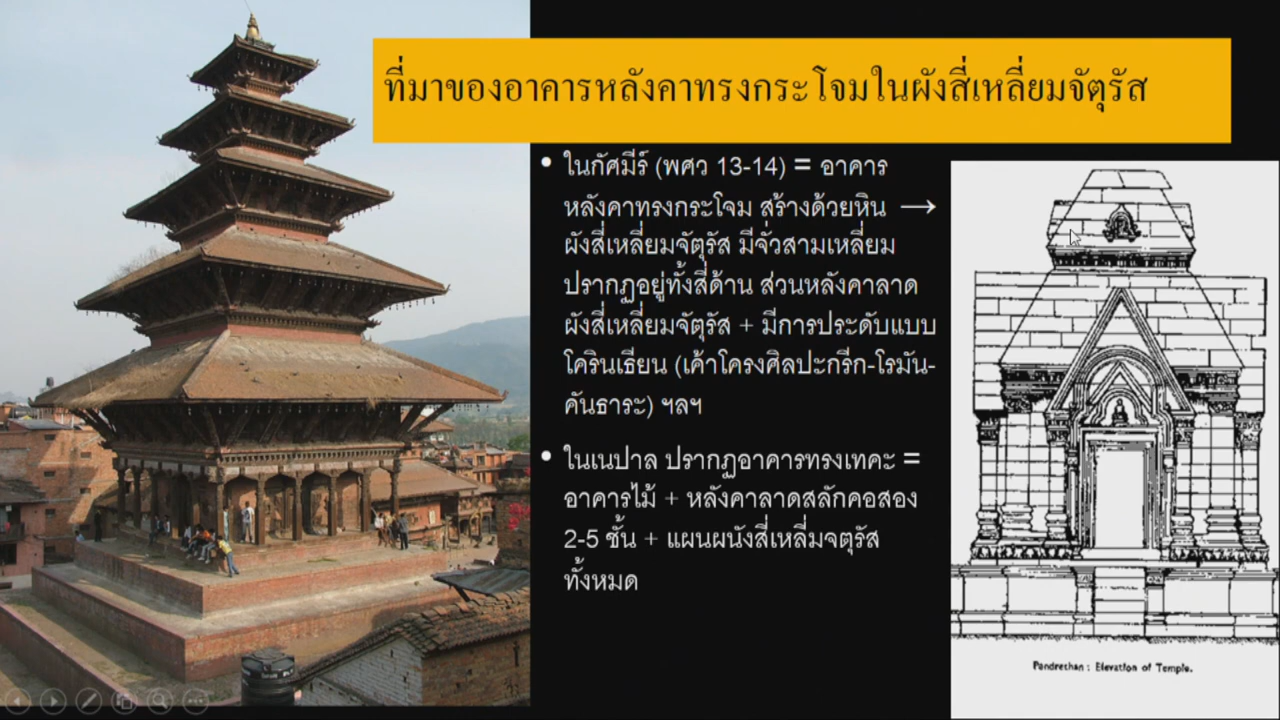 ที่มาของอาคารหลังคาทรงกระโจมในผังสี่เหลี่ยมจัตุรัส
• ในกัศมีร์ (พศว 13-14) = อาคาร
หลังคาทรงกระโจม สร้างด้วยหิน →
ผังสี่เหลี่ยมจัตุรัส มีจั่วสามเหลี่ยม
ปรากฏอยู่ทั้งสี่ด้าน ส่วนหลังคาลาด
ผังสี่เหลี่ยมจัตุรัส + มีการประดับแบบ
โครินเธียน (เค้าโครงศิลปะกรีก-โรมัน-
คันธาระ) ฯลฯ
• ในเนปาล ปรากฏอาคารทรงเทคะ =
อาคารไม้ + หลังคาลาดสลักคอสอง
2-5 ชั้น + แผนผนังสี่เหลี่มจตุรัส
ทั้งหมด
Pandrethan : Elevation of Temple.